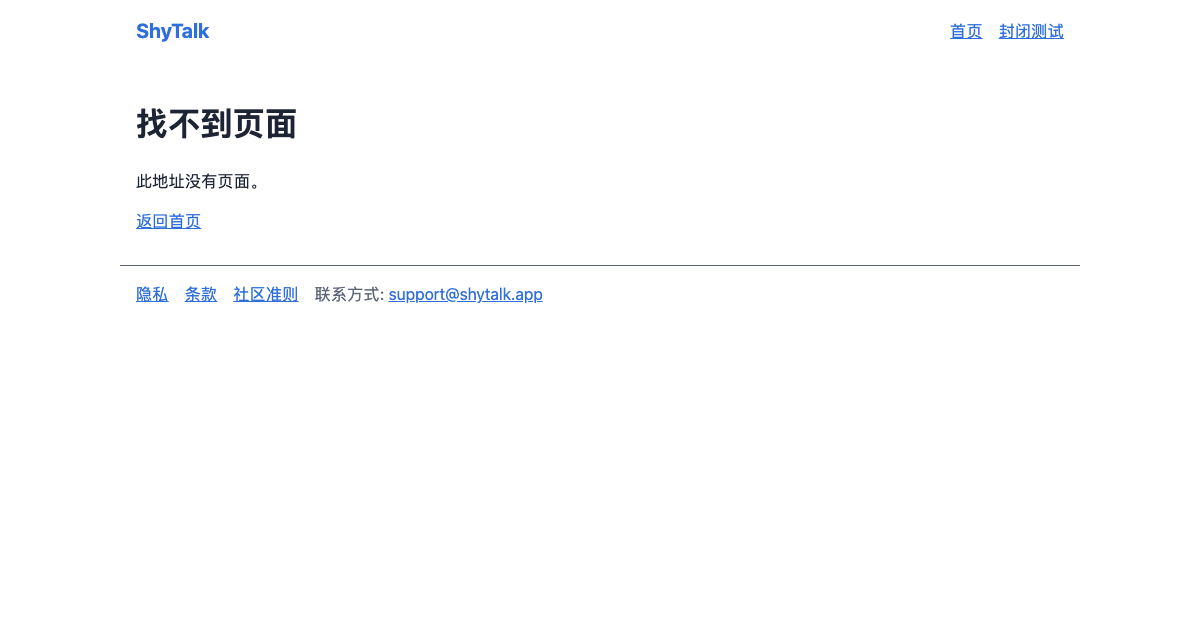 ShyTalk 首页 封闭测试
找不到页面
此地址没有页面。
返回首页
隐私 条款 社区准则 联系方式: support@shytalk.app